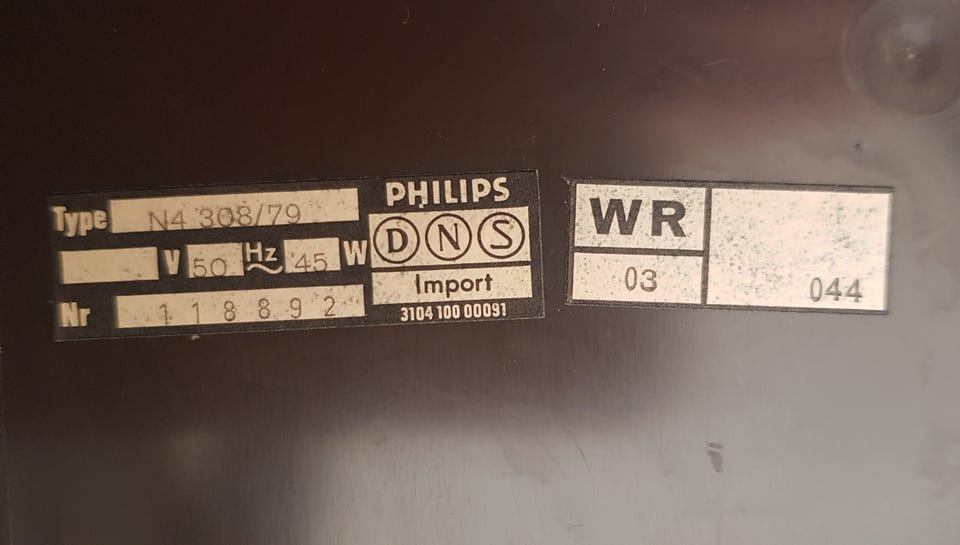 Type N4 308/79
V 50 Hz ~ 45 W
Nr 118892
PHILIPS
D N S
Import
3104 100 00091
WR
03
044